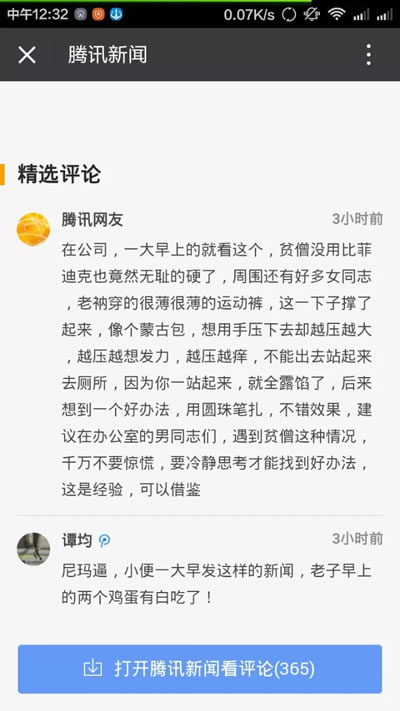 中午12:32
0.07K/s
腾讯新闻
精选评论
腾讯网友
3小时前
在公司，一大早上的就看这个，贫僧没用比菲
迪克也竟然无耻的硬了，周围还有好多女同志
，老衲穿的很薄很薄的运动裤，这一下子撑了
起来，像个蒙古包，想用手压下去却越压越大
，越压越想发力，越压越痒，不能出去站起来
去厕所，因为你一站起来，就全露馅了，后来
想到一个好办法，用圆珠笔扎，不错效果，建
议在办公室的男同志们，遇到贫僧这种情况，
千万不要惊慌，要冷静思考才能找到好办法，
这是经验，可以借鉴
谭均
3小时前
尼玛逼，小便一大早发这样的新闻，老子早上
的两个鸡蛋有白吃了！
打开腾讯新闻看评论(365)